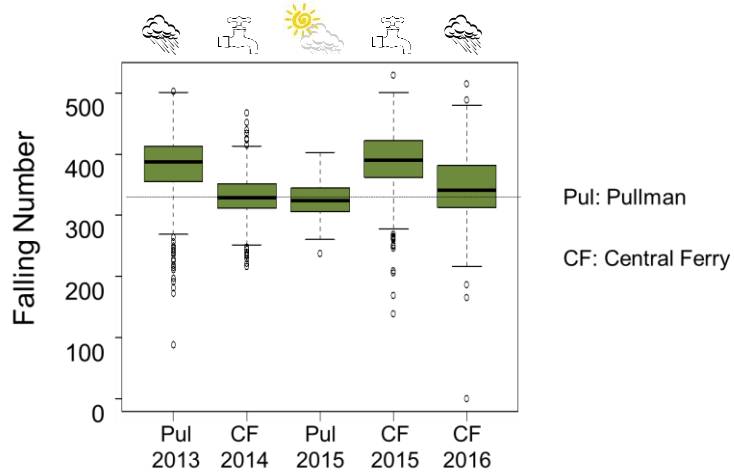 Falling Number
500
400
300
200
100
0
Pul 2013
CF 2014
Pul 2015
CF 2015
CF 2016
Pul: Pullman
CF: Central Ferry